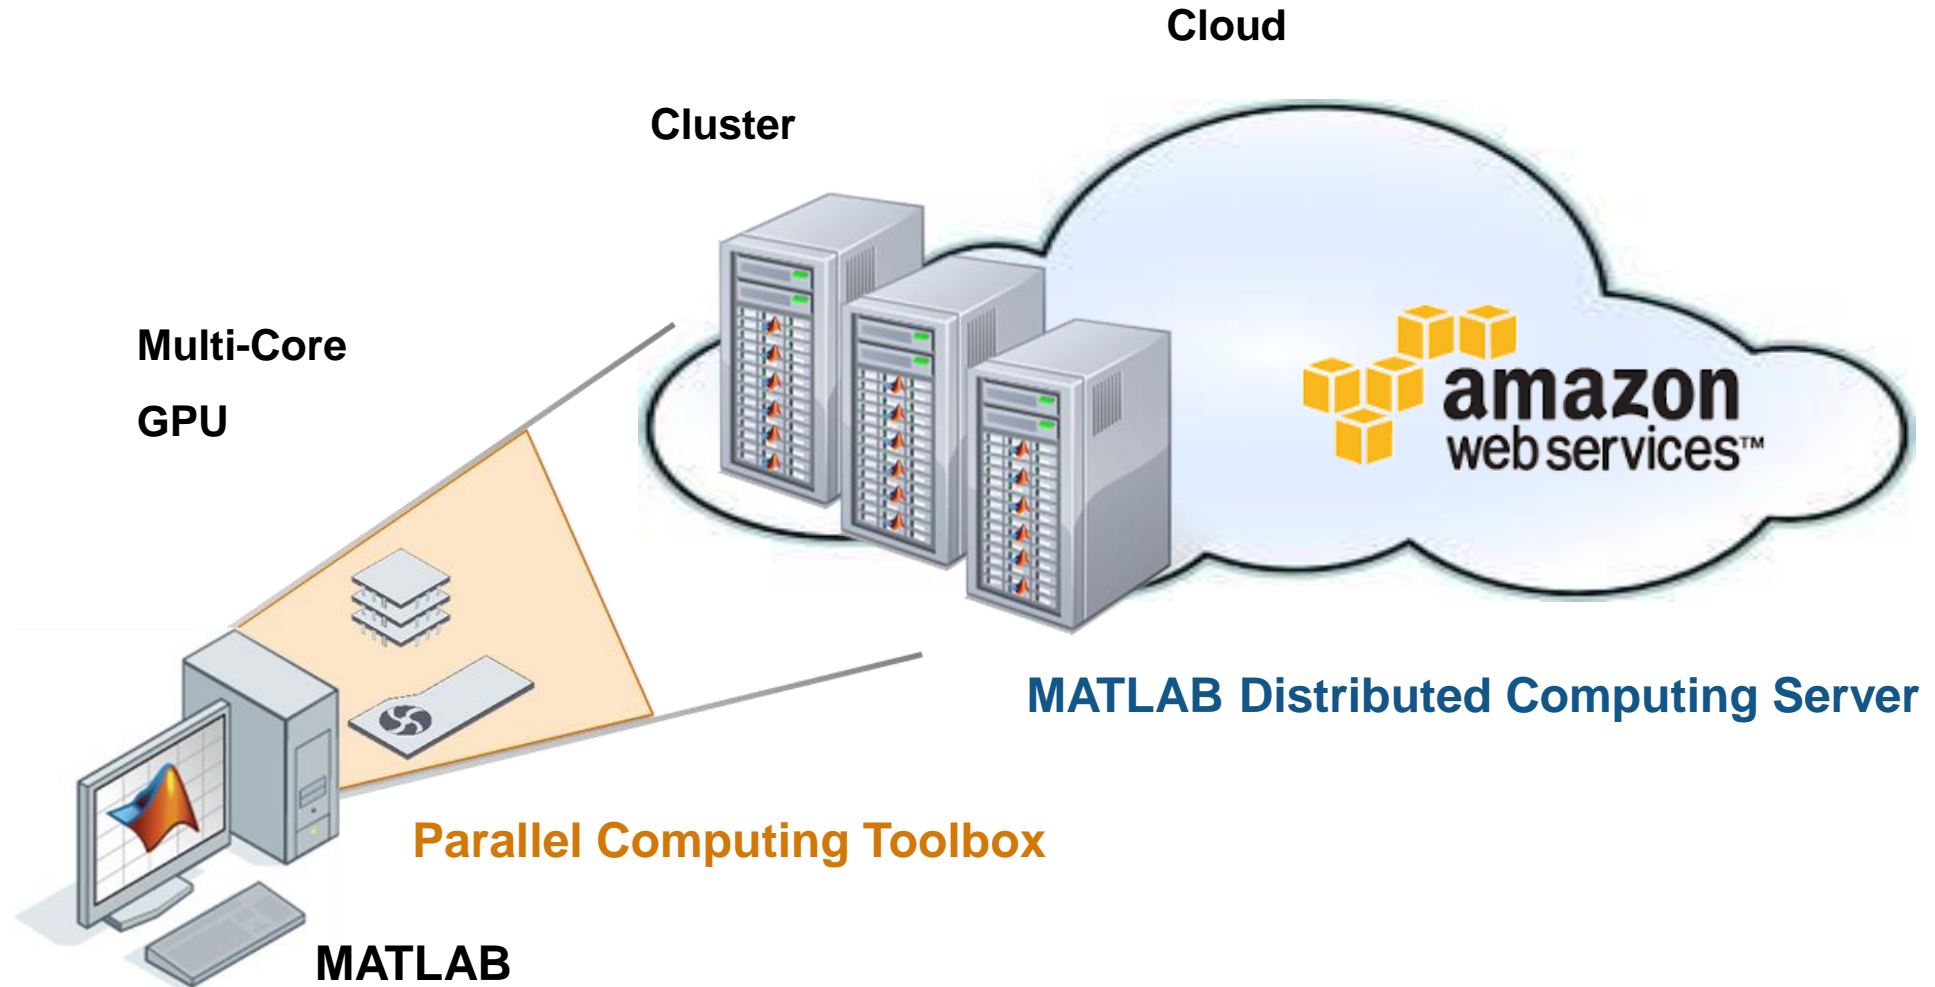 Cloud
Cluster
Multi-Core
GPU
amazon
web services™
MATLAB Distributed Computing Server
Parallel Computing Toolbox
MATLAB